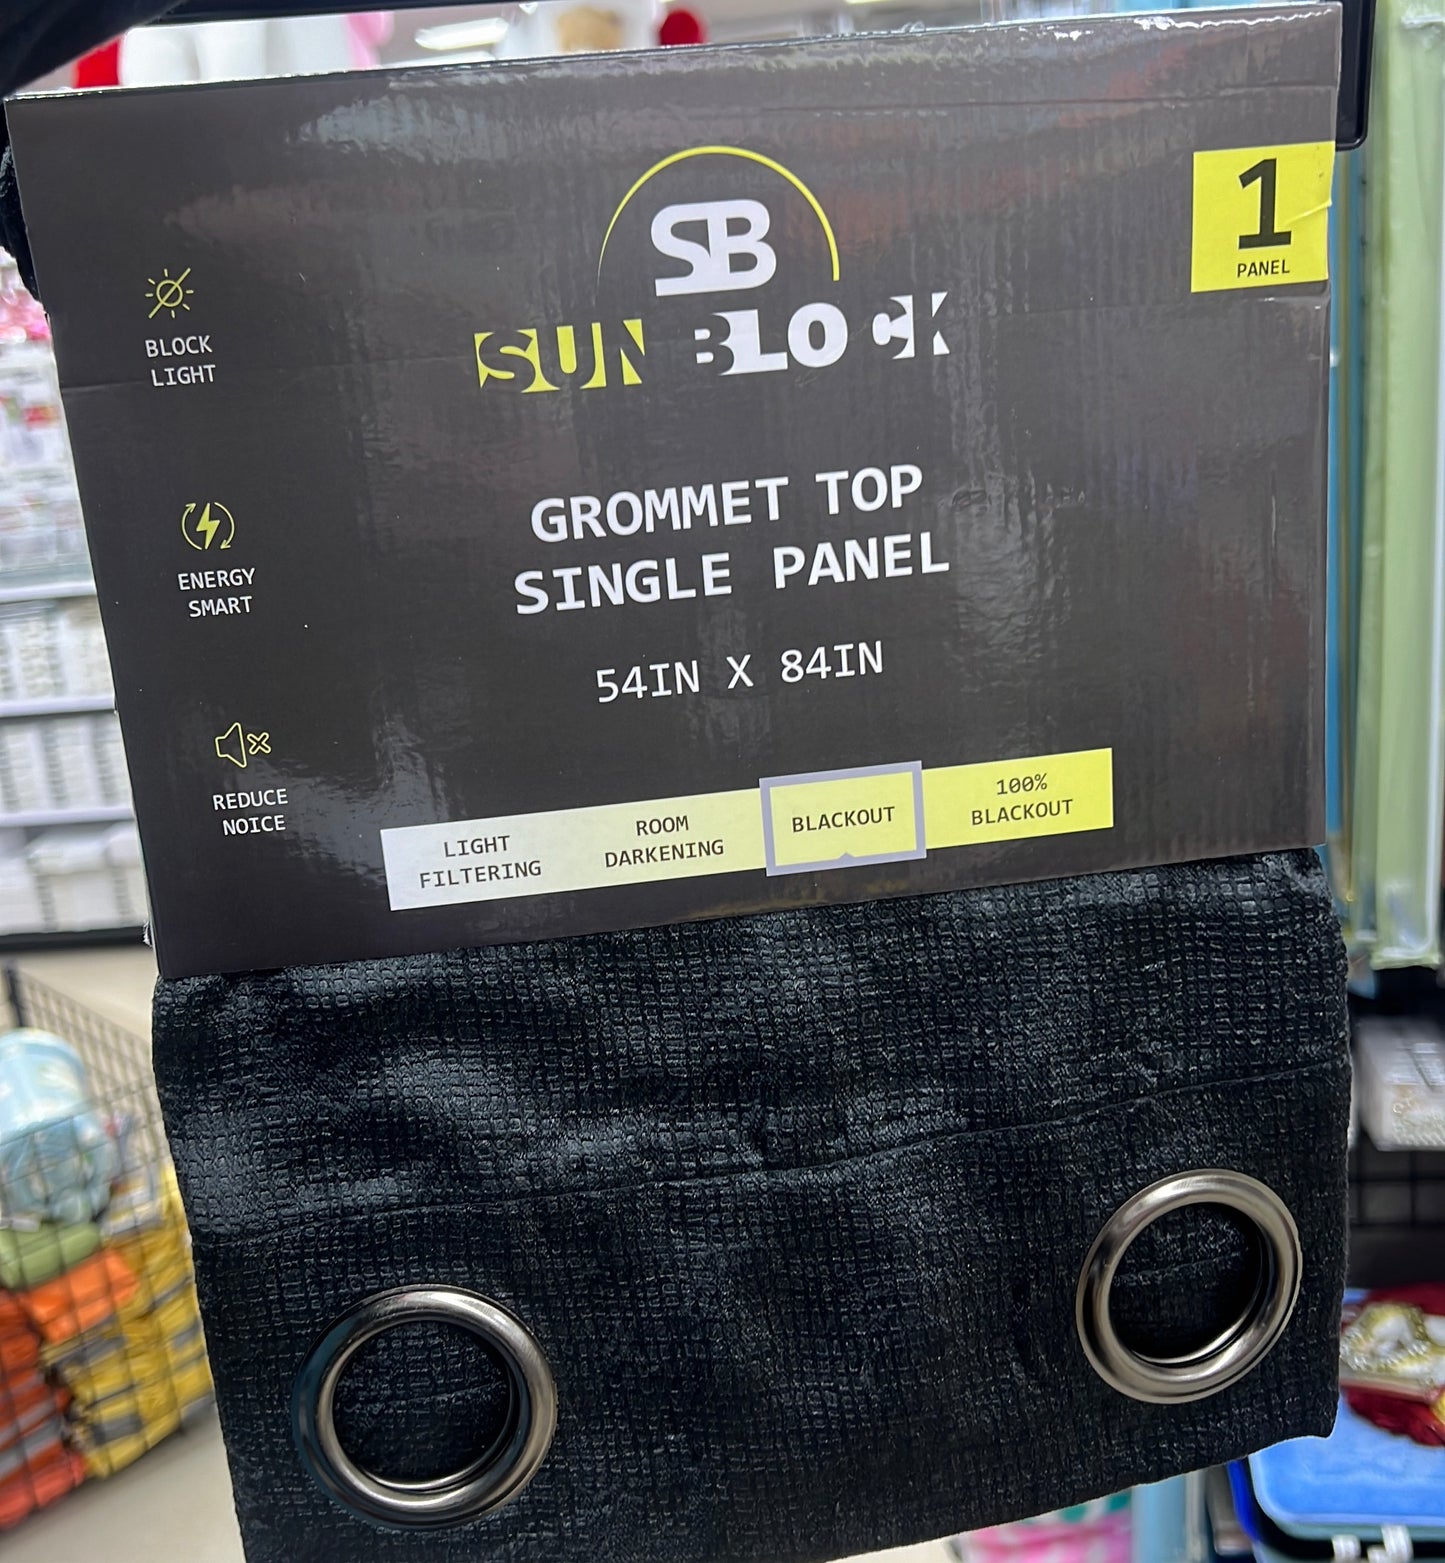 SB
SUN BLOCK
1
PANEL
BLOCK
LIGHT
GROMMET TOP
SINGLE PANEL
54IN X 84IN
ENERGY
SMART
REDUCE
NOICE
LIGHT
FILTERING
ROOM
DARKENING
BLACKOUT
100%
BLACKOUT